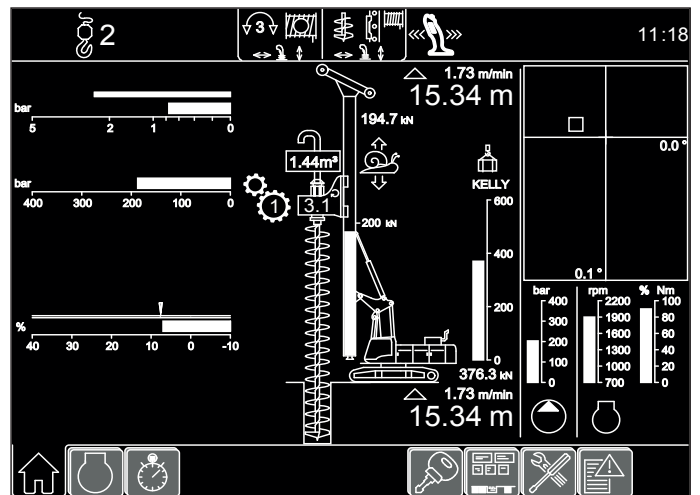 2
3
11:18
1.73 m/min
15.34 m
bar
5 2 1 0
194.7 kN
1.44m³
0.0 °
KELLY
bar
400 300 200 100 0
1
3.1
600
200 kN
400
0.1 °
bar
400
300
200
100
0
rpm
2200
1900
1600
1300
1000
700
% Nm
100
80
60
40
20
0
200
0
%
40 30 20 10 0 -10
376.3 kN
1.73 m/min
15.34 m